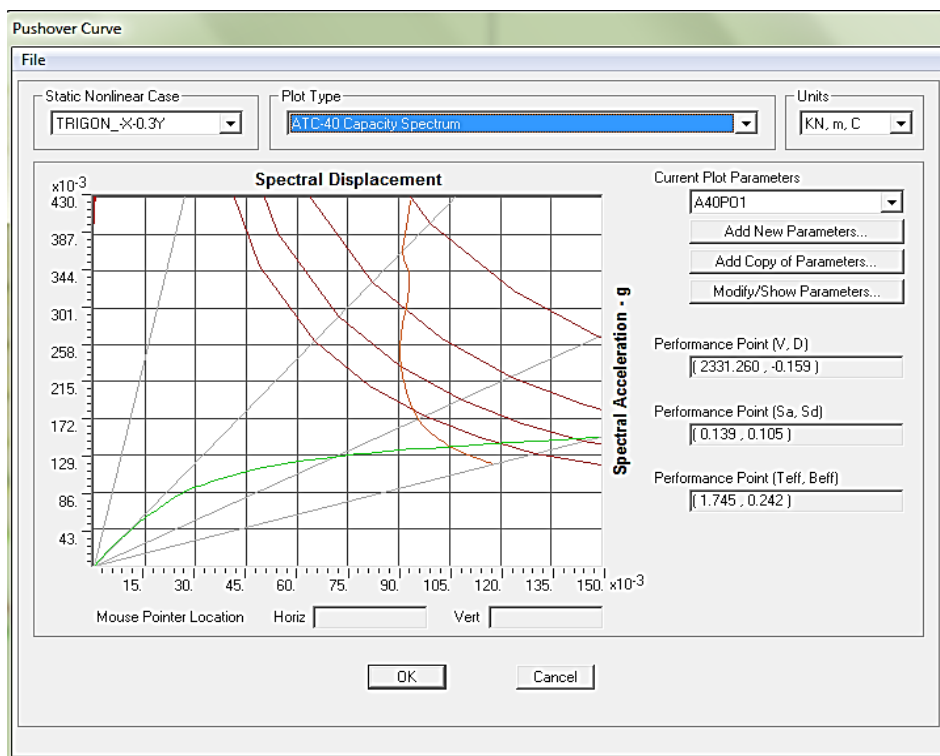 Pushover Curve
File
Static Nonlinear Case
TRIGON_-X-0.3Y
Plot Type
ATC-40 Capacity Spectrum
Units
KN, m, C
Spectral Displacement
x10-3
430.
387.
344.
301.
258.
215.
172.
129.
86.
43.
15. 30. 45. 60. 75. 90. 105. 120. 135. 150. x10-3
Spectral Acceleration - g
Mouse Pointer Location Horiz Vert
Current Plot Parameters
A40PO1
Add New Parameters...
Add Copy of Parameters...
Modify/Show Parameters...
Performance Point (V, D)
( 2331.260 , -0.159 )
Performance Point (Sa, Sd)
( 0.139 , 0.105 )
Performance Point (Teff, Beff)
( 1.745 , 0.242 )
OK Cancel